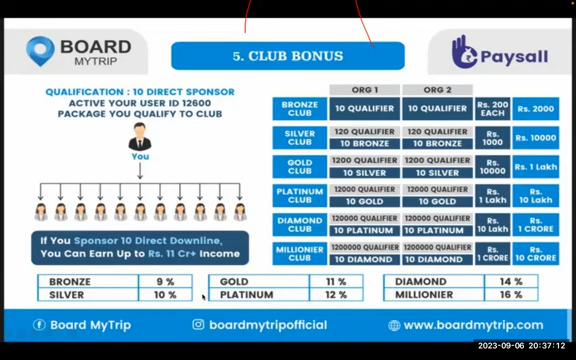 BOARD
MYTRIP
5. CLUB BONUS
Paysall
QUALIFICATION : 10 DIRECT SPONSOR
ACTIVE YOUR USER ID 12600
PACKAGE YOU QUALIFY TO CLUB
You
If You Sponsor 10 Direct Downline,
You Can Earn Up to Rs. 11 Cr+ Income
ORG 1 ORG 2
BRONZE CLUB 10 QUALIFIER 10 QUALIFIER Rs. 200 EACH Rs. 2000
SILVER CLUB 120 QUALIFIER 10 BRONZE 120 QUALIFIER 10 BRONZE Rs. 1000 Rs. 10000
GOLD CLUB 1200 QUALIFIER 10 SILVER 1200 QUALIFIER 10 SILVER Rs. 10000 Rs. 1 Lakh
PLATINUM CLUB 12000 QUALIFIER 10 GOLD 12000 QUALIFIER 10 GOLD Rs. 1 Lakh Rs. 10 Lakh
DIAMOND CLUB 120000 QUALIFIER 10 PLATINUM 120000 QUALIFIER 10 PLATINUM Rs. 10 Lakh Rs. 1 CRORE
MILLIONIER CLUB 1200000 QUALIFIER 10 DIAMOND 1200000 QUALIFIER 10 DIAMOND Rs. 1 CRORE Rs. 10 CRORE
BRONZE 9 % GOLD 11 % DIAMOND 14 %
SILVER 10 % PLATINUM 12 % MILLIONIER 16 %
Board MyTrip boardmytripofficial www.boardmytrip.com
2023-09-06 20:37:12